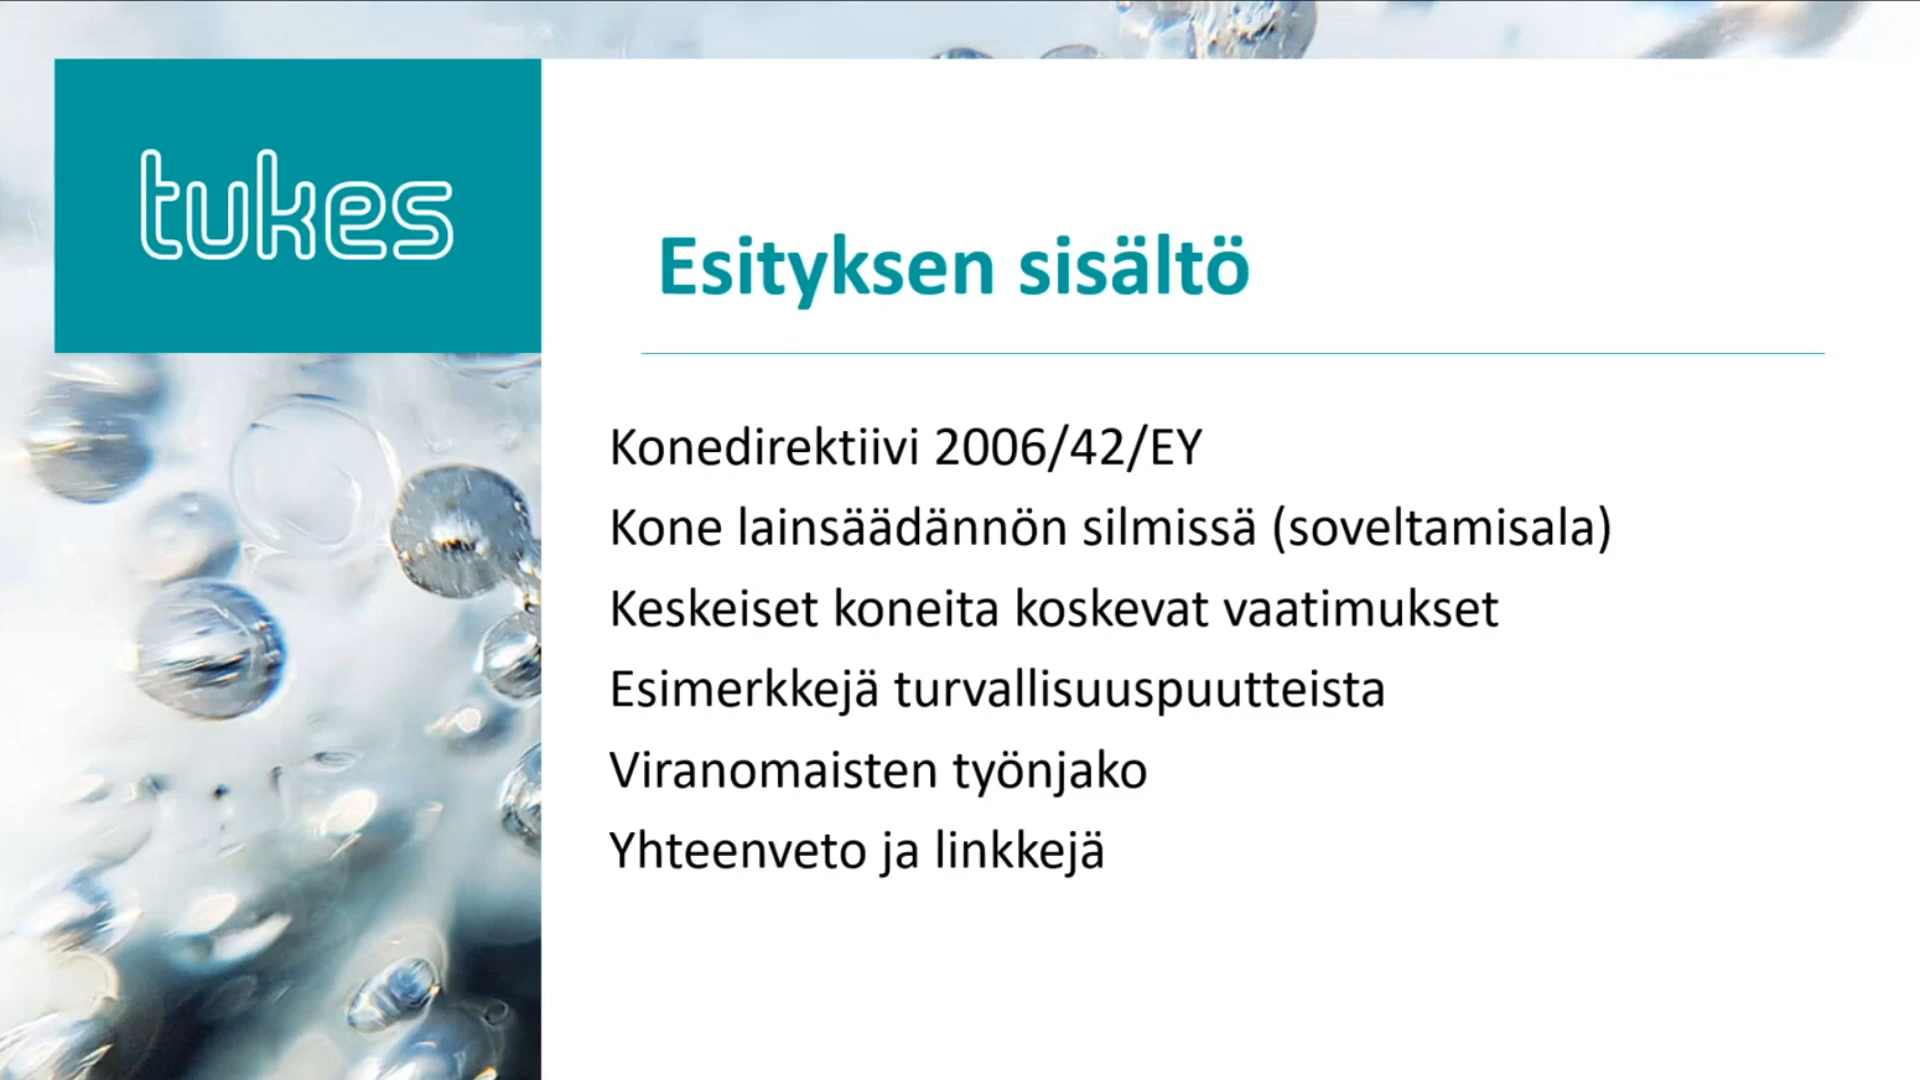 tukes
Esityksen sisältö
Konedirektiivi 2006/42/EY
Kone lainsäädännön silmissä (soveltamisala)
Keskeiset koneita koskevat vaatimukset
Esimerkkejä turvallisuuspuutteista
Viranomaisten työnjako
Yhteenveto ja linkkejä